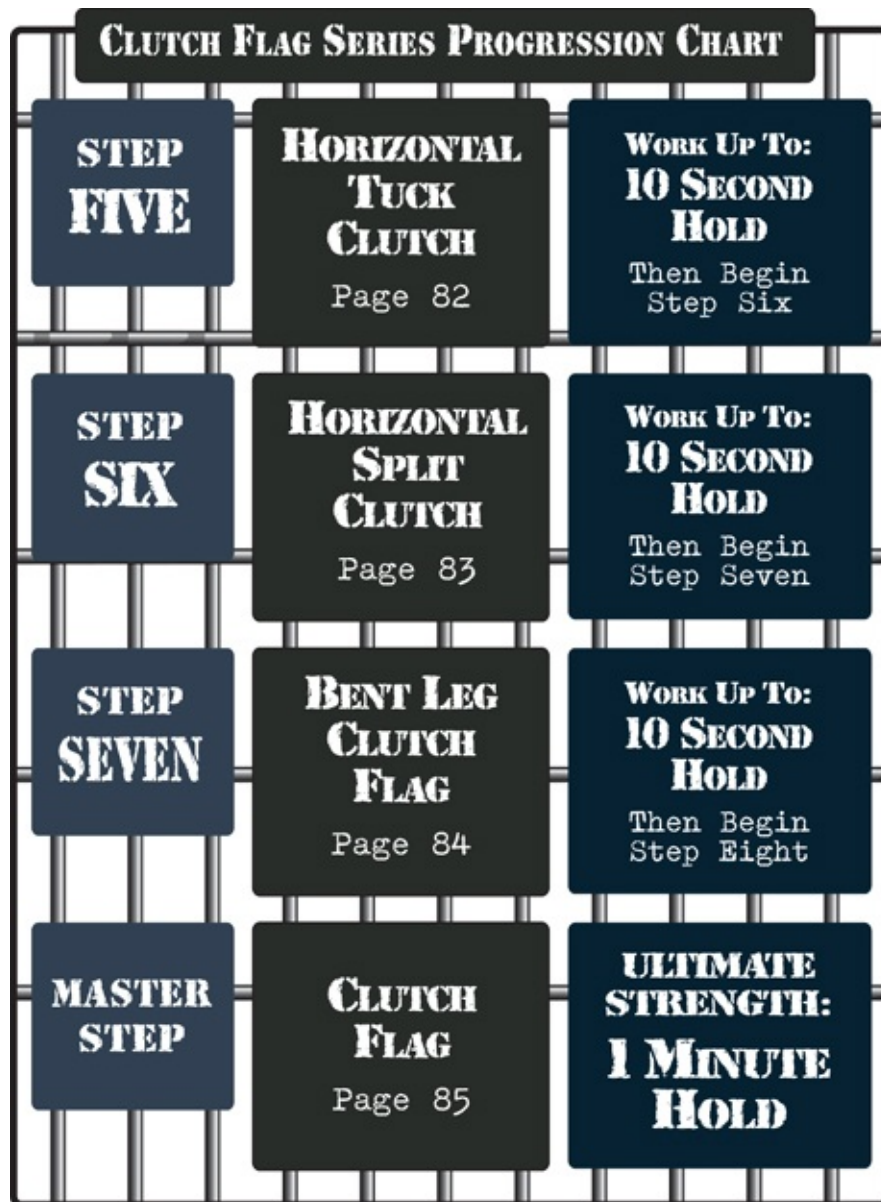 Clutch Flag Series Progression Chart
STEP
FIVE
Horizontal
Tuck
Clutch
Page 82
Work Up To:
10 Second
Hold
Then Begin
Step Six
STEP
SIX
Horizontal
Split
Clutch
Page 83
Work Up To:
10 Second
Hold
Then Begin
Step Seven
STEP
SEVEN
Bent Leg
Clutch
Flag
Page 84
Work Up To:
10 Second
Hold
Then Begin
Step Eight
MASTER
STEP
Clutch
Flag
Page 85
ULTIMATE
STRENGTH:
1 Minute
Hold